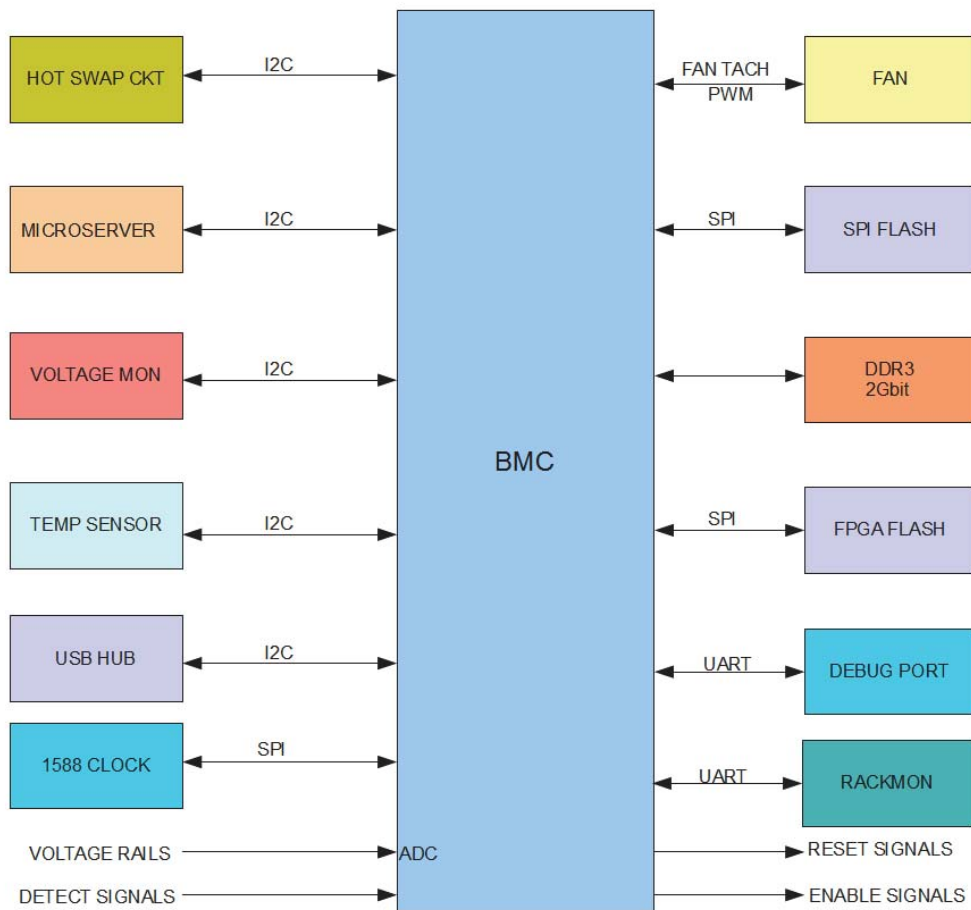 HOT SWAP CKT
I2C
FAN TACH
PWM
FAN
MICROSERVER
I2C
SPI
SPI FLASH
VOLTAGE MON
I2C
DDR3
2Gbit
BMC
TEMP SENSOR
I2C
SPI
FPGA FLASH
USB HUB
I2C
UART
DEBUG PORT
1588 CLOCK
SPI
UART
RACKMON
VOLTAGE RAILS
ADC
RESET SIGNALS
DETECT SIGNALS
ENABLE SIGNALS